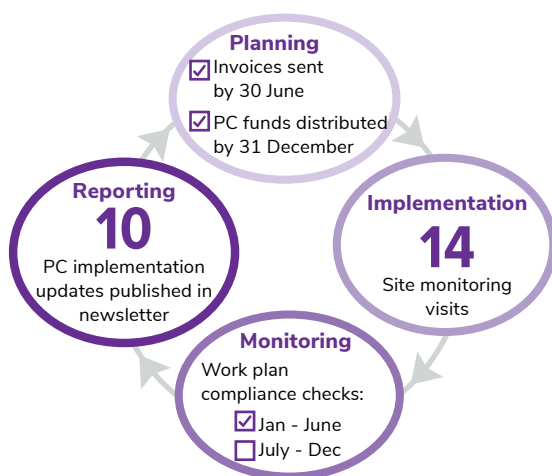 Planning
Invoices sent
by 30 June
PC funds distributed
by 31 December
Implementation
14
Site monitoring
visits
Monitoring
Work plan
compliance checks:
Jan - June
July - Dec
Reporting
10
PC implementation
updates published in
newsletter